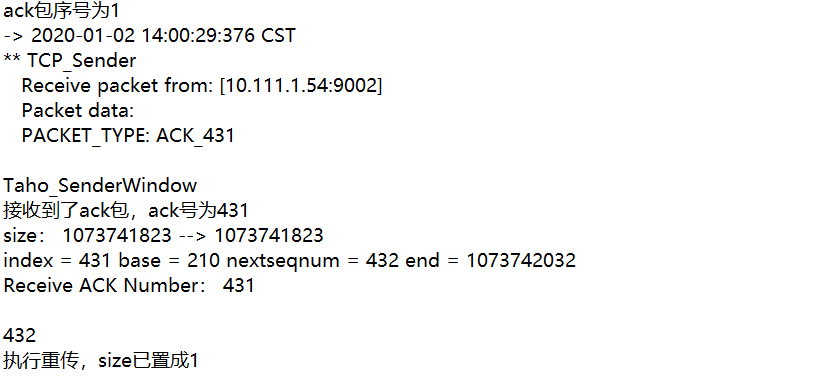 ack包序号为1
-> 2020-01-02 14:00:29:376 CST
** TCP_Sender
Receive packet from: [10.111.1.54:9002]
Packet data:
PACKET_TYPE: ACK_431
Taho_SenderWindow
接收到了ack包，ack号为431
size： 1073741823 --> 1073741823
index = 431 base = 210 nextseqnum = 432 end = 1073742032
Receive ACK Number： 431
432
执行重传，size已置成1